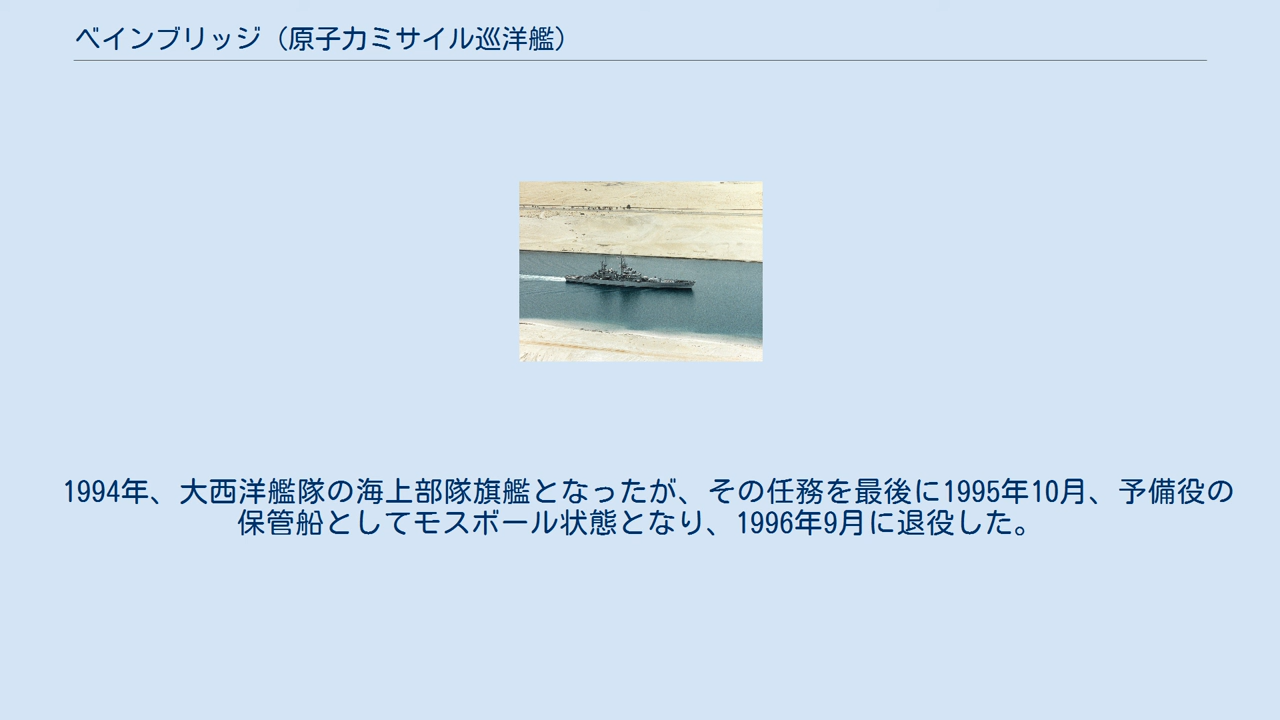 ベインブリッジ（原子力ミサイル巡洋艦）
1994年、大西洋艦隊の海上部隊旗艦となったが、その任務を最後に1995年10月、予備役の
保管船としてモスボール状態となり、1996年9月に退役した。